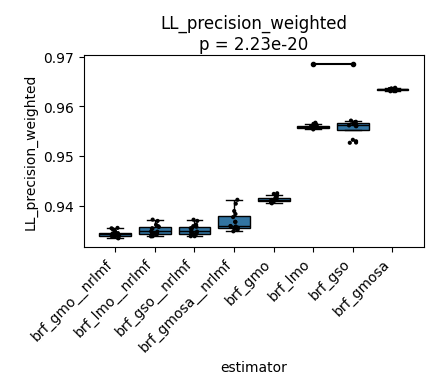 LL_precision_weighted
p = 2.23e-20
LL_precision_weighted
0.97
0.96
0.95
0.94
brf_gmo__nrlmf
brf_lmo__nrlmf
brf_gso__nrlmf
brf_gmosa__nrlmf
brf_gmo
brf_lmo
brf_gso
brf_gmosa
estimator